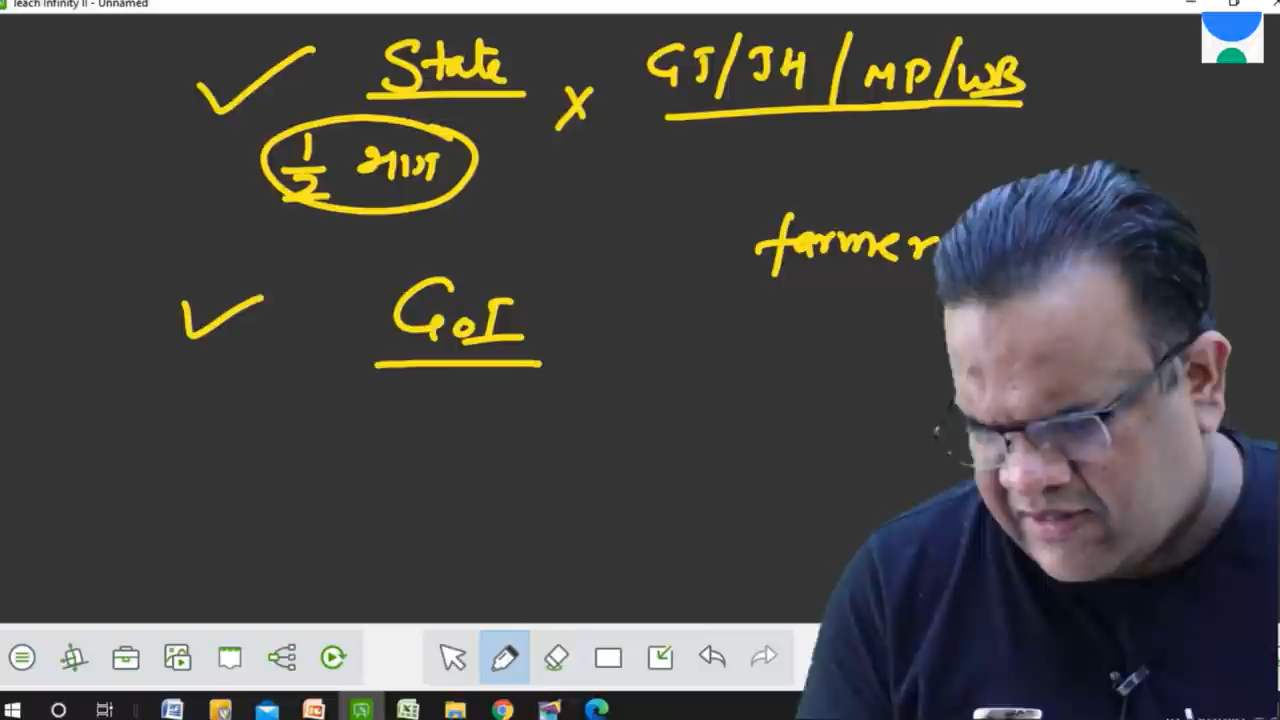 Teach Infinity II - Unnamed
State × GJ/JH/MP/WB
1/2 भाग
farmer
GoI